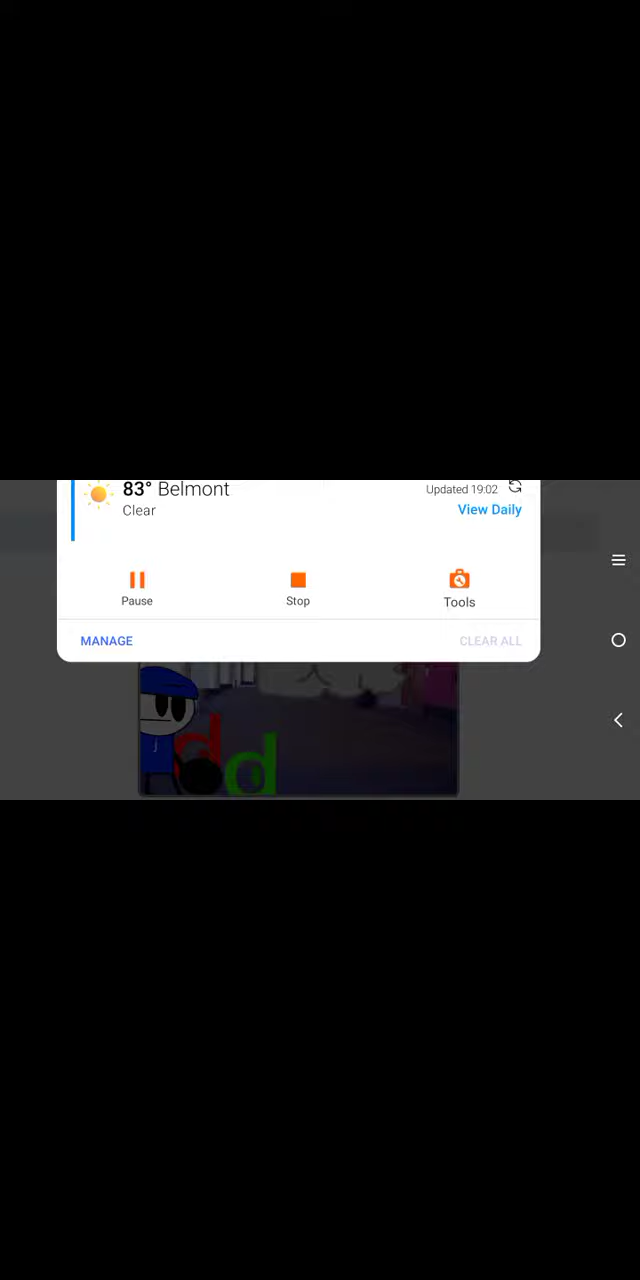 83° Belmont
Updated 19:02
Clear
View Daily
Pause
Stop
Tools
MANAGE
CLEAR ALL
d
d